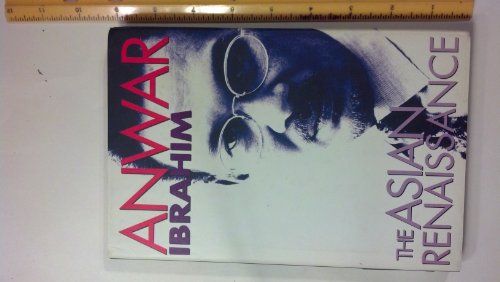 ANWAR
IBRAHIM
THE ASIAN
RENAISSANCE